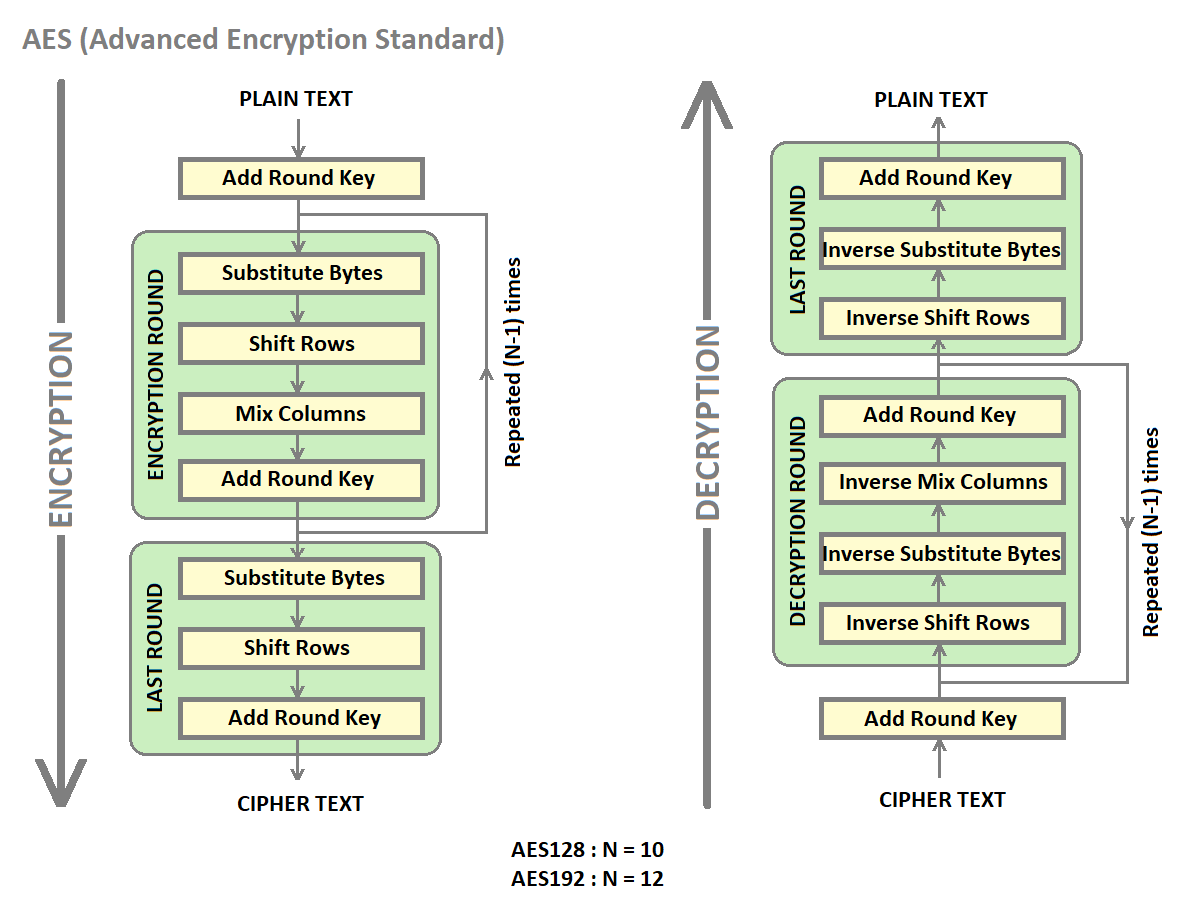 AES (Advanced Encryption Standard)
ENCRYPTION
PLAIN TEXT
Add Round Key
ENCRYPTION ROUND
Substitute Bytes
Shift Rows
Mix Columns
Add Round Key
Repeated (N-1) times
LAST ROUND
Substitute Bytes
Shift Rows
Add Round Key
CIPHER TEXT
DECRYPTION
PLAIN TEXT
LAST ROUND
Add Round Key
Inverse Substitute Bytes
Inverse Shift Rows
DECRYPTION ROUND
Add Round Key
Inverse Mix Columns
Inverse Substitute Bytes
Inverse Shift Rows
Repeated (N-1) times
Add Round Key
CIPHER TEXT
AES128 : N = 10
AES192 : N = 12